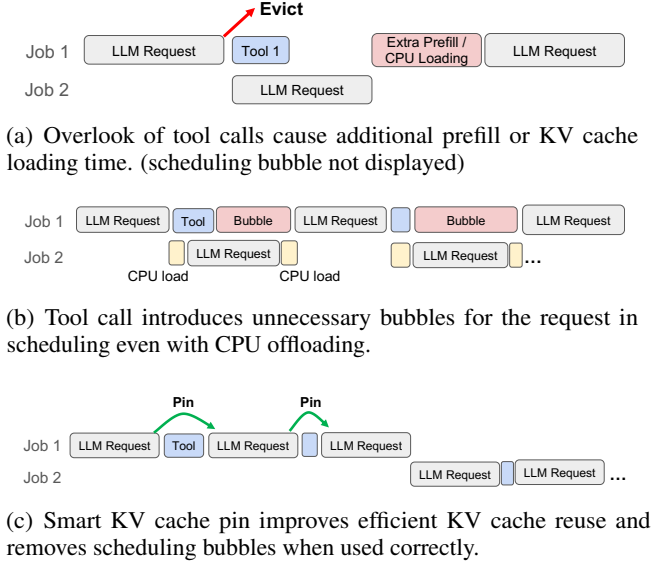 Evict
Job 1 LLM Request Tool 1 Extra Prefill / CPU Loading LLM Request
Job 2 LLM Request
(a) Overlook of tool calls cause additional prefill or KV cache
loading time. (scheduling bubble not displayed)
Job 1 LLM Request Tool Bubble LLM Request Bubble LLM Request
Job 2 LLM Request LLM Request ...
CPU load CPU load
(b) Tool call introduces unnecessary bubbles for the request in
scheduling even with CPU offloading.
Pin Pin
Job 1 LLM Request Tool LLM Request LLM Request
Job 2 LLM Request LLM Request ...
(c) Smart KV cache pin improves efficient KV cache reuse and
removes scheduling bubbles when used correctly.